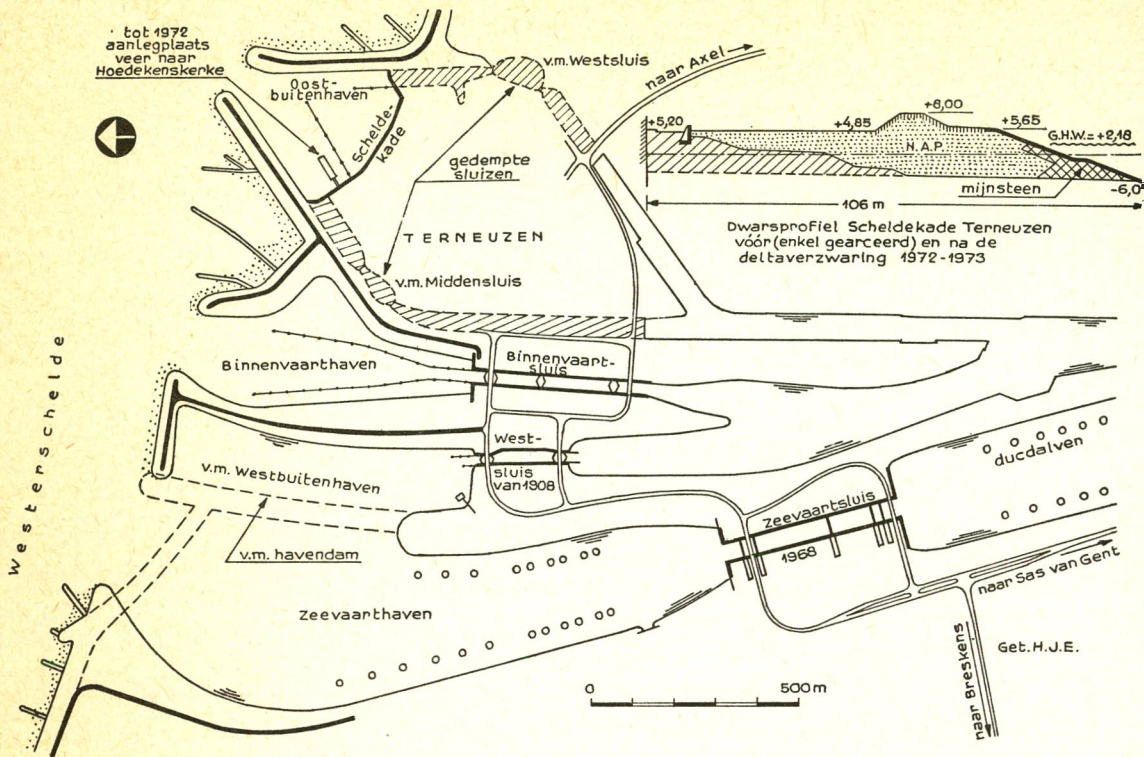 tot 1972
aanlegplaats
veer naar
Hoedekenskerke
Oost-
buitenhaven
Schelde-
kade
v.m. Westsluis
naar Axel
gedempte
sluizen
TERNEUZEN
v.m. Middensluis
+5,20
+4,85
+6,00
+5,65
G.H.W.=+2,18
N.A.P.
mijnsteen
-6,0
106 m
Dwarsprofiel Scheldekade Terneuzen
vóór (enkel gearceerd) en na de
deltaverzwaring 1972-1973
Westerschelde
Binnenvaarthaven
Binnenvaart-
sluis
West-
sluis
van 1908
v.m. Westbuitenhaven
v.m. havendam
Zeevaartsluis
1968
ducdalven
Zeevaarthaven
naar Sas van Gent
naar Breskens
Get. H.J.E.
0 500 m